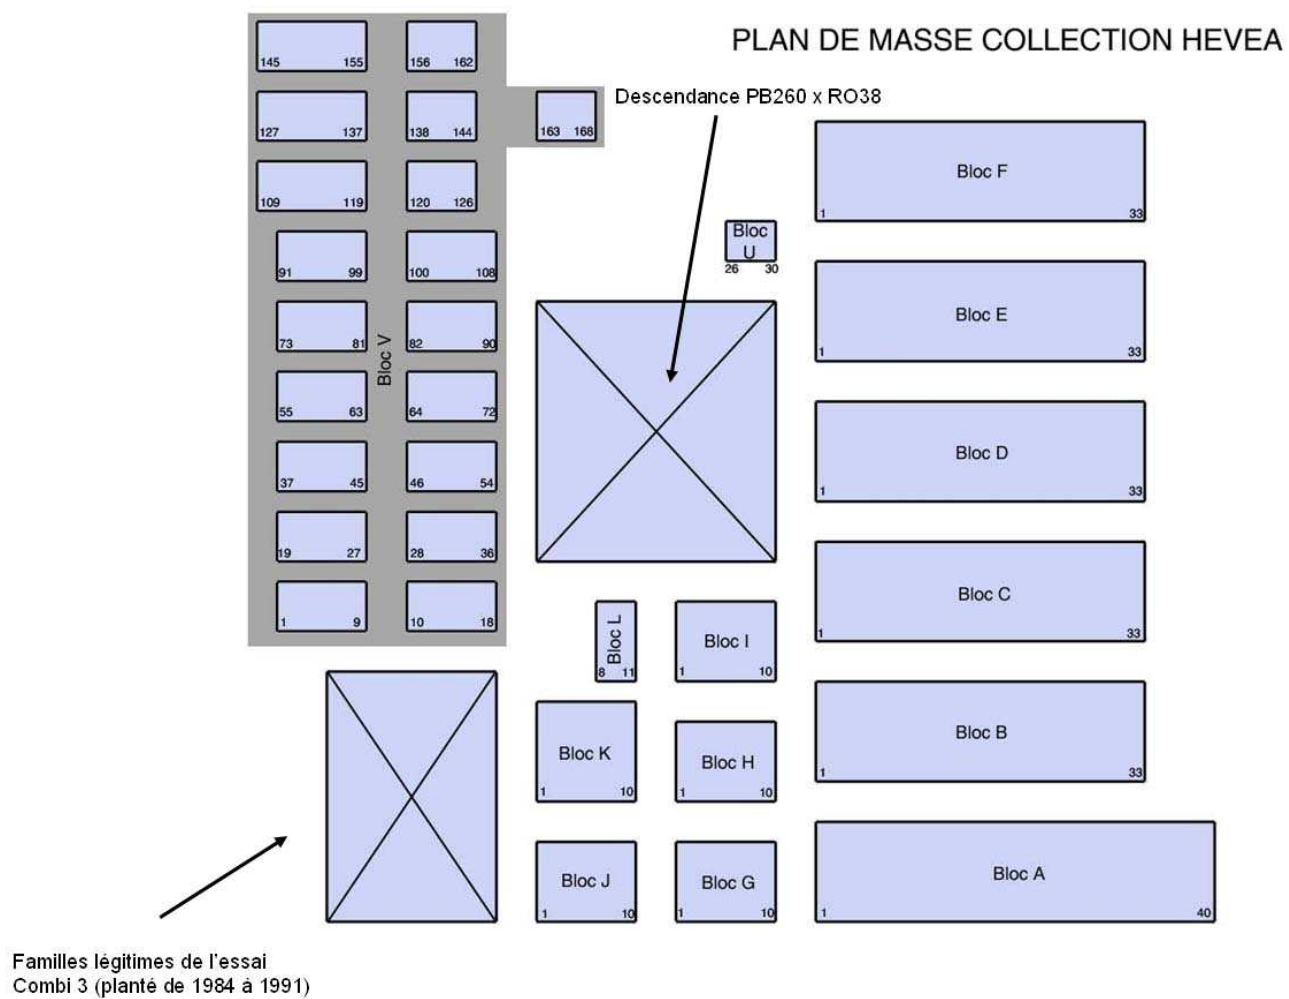 PLAN DE MASSE COLLECTION HEVEA
145 155 156 162
Descendance PB260 x RO38
127 137 138 144 163 168
109 119 120 126
Bloc F
1 33
Bloc U
26 30
91 99 100 108
Bloc E
1 33
73 81 82 90
Bloc V
55 63 64 72
Bloc D
1 33
37 45 46 54
19 27 28 36
Bloc C
1 33
1 9 10 18
Bloc L
8 11
Bloc I
1 10
Bloc K
1 10
Bloc H
1 10
Bloc B
1 33
Bloc J
1 10
Bloc G
1 10
Bloc A
1 40
Familles légitimes de l'essai
Combi 3 (planté de 1984 à 1991)